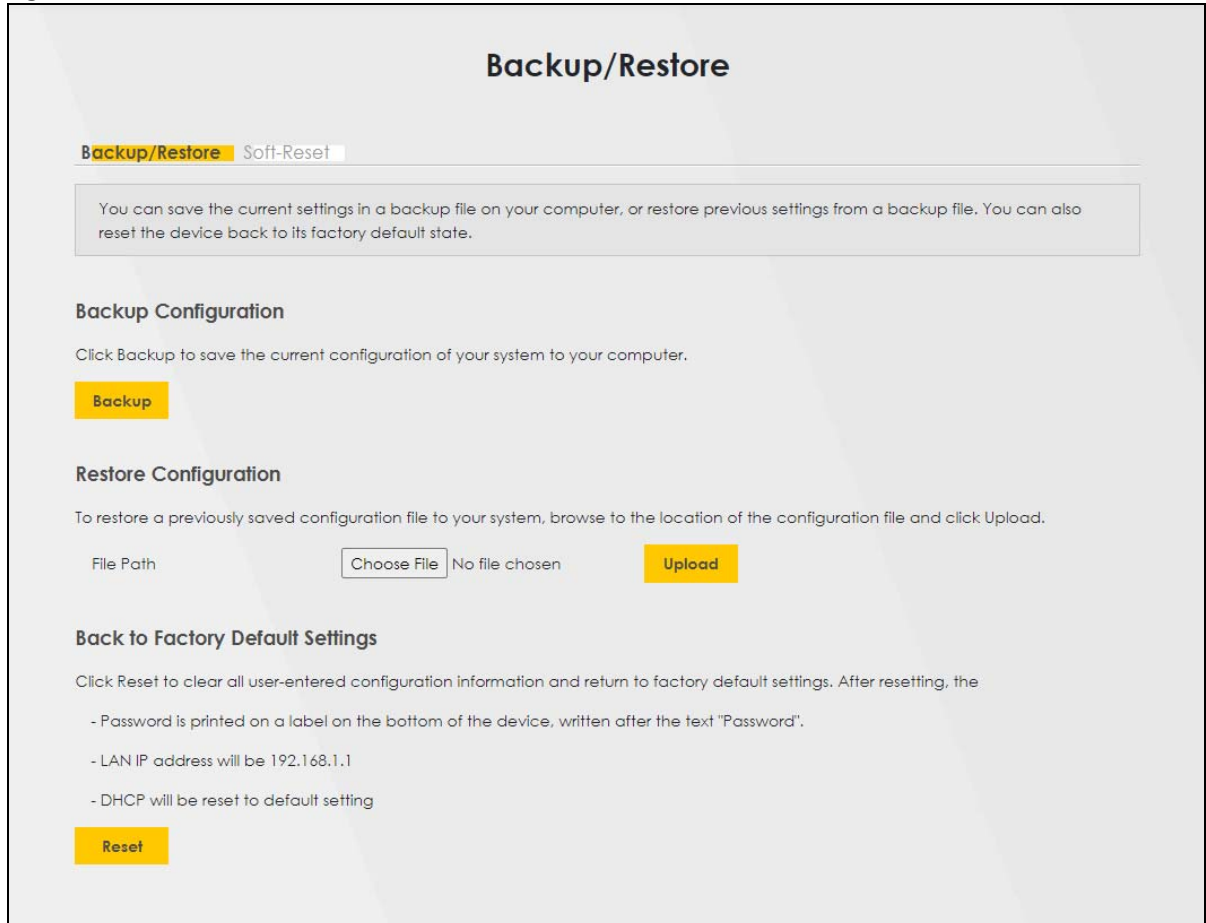 Backup/Restore
Backup/Restore Soft-Reset
You can save the current settings in a backup file on your computer, or restore previous settings from a backup file. You can also
reset the device back to its factory default state.
Backup Configuration
Click Backup to save the current configuration of your system to your computer.
Backup
Restore Configuration
To restore a previously saved configuration file to your system, browse to the location of the configuration file and click Upload.
File Path Choose File No file chosen Upload
Back to Factory Default Settings
Click Reset to clear all user-entered configuration information and return to factory default settings. After resetting, the
- Password is printed on a label on the bottom of the device, written after the text "Password".
- LAN IP address will be 192.168.1.1
- DHCP will be reset to default setting
Reset